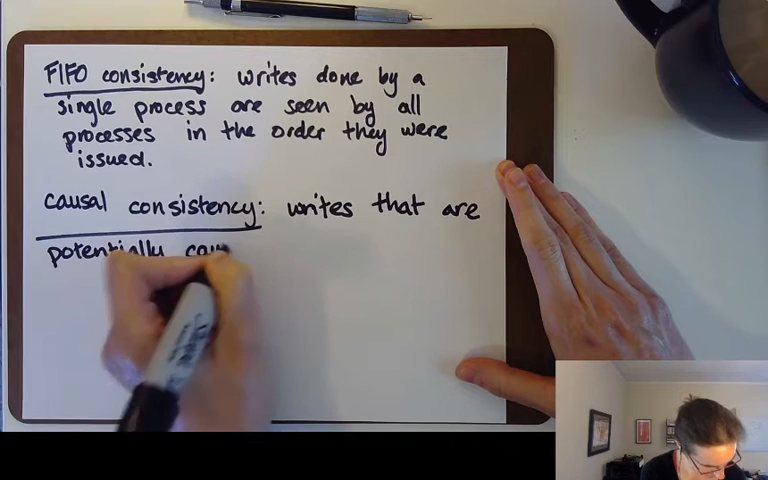 FIFO consistency: writes done by a
single process are seen by all
processes in the order they were
issued.
causal consistency: writes that are
potentially cau